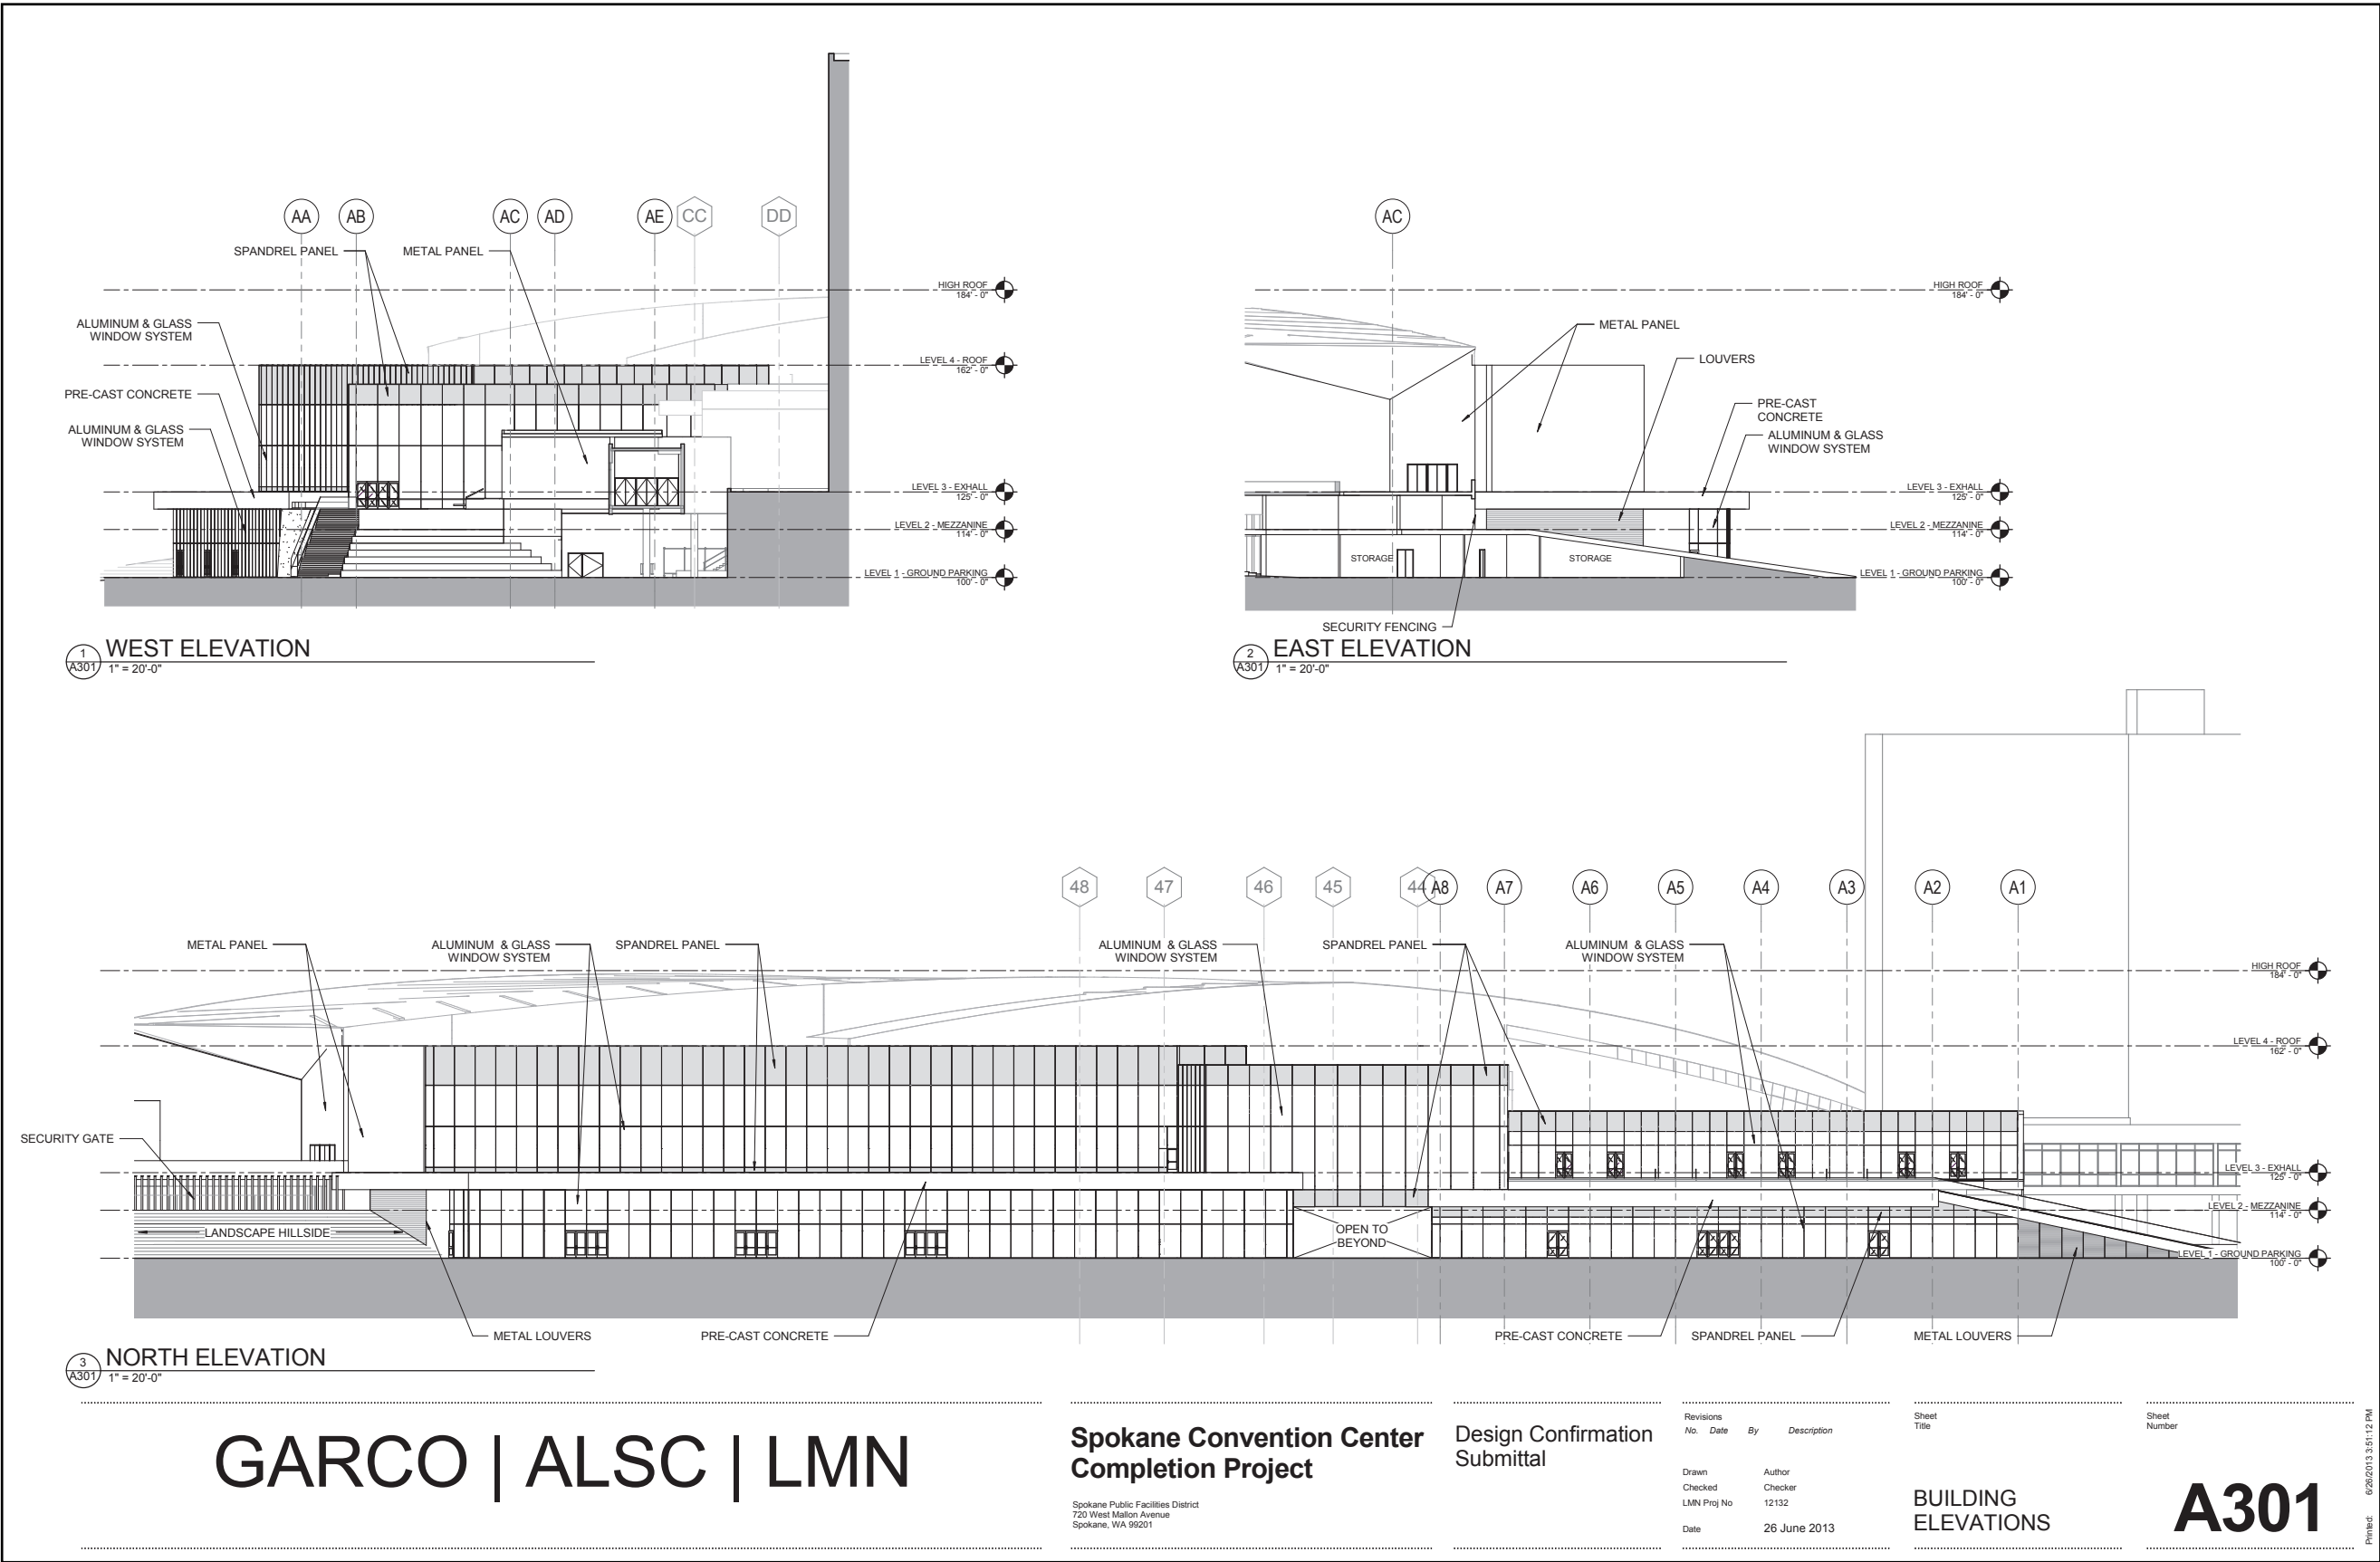 AA
AB
AC
AD
AE
CC
DD
SPANDREL PANEL
METAL PANEL
HIGH ROOF
184' - 0"
ALUMINUM & GLASS
WINDOW SYSTEM
LEVEL 4 - ROOF
162' - 0"
PRE-CAST CONCRETE
ALUMINUM & GLASS
WINDOW SYSTEM
LEVEL 3 - EXHALL
125' - 0"
LEVEL 2 - MEZZANINE
114' - 0"
LEVEL 1 - GROUND PARKING
100' - 0"
1
A301
WEST ELEVATION
1" = 20'-0"
AC
HIGH ROOF
184' - 0"
METAL PANEL
LOUVERS
LEVEL 4 - ROOF
162' - 0"
PRE-CAST
CONCRETE
ALUMINUM & GLASS
WINDOW SYSTEM
LEVEL 3 - EXHALL
125' - 0"
LEVEL 2 - MEZZANINE
114' - 0"
STORAGE
STORAGE
LEVEL 1 - GROUND PARKING
100' - 0"
SECURITY FENCING
2
A301
EAST ELEVATION
1" = 20'-0"
48
47
46
45
44
A8
A7
A6
A5
A4
A3
A2
A1
METAL PANEL
ALUMINUM & GLASS
WINDOW SYSTEM
SPANDREL PANEL
ALUMINUM & GLASS
WINDOW SYSTEM
SPANDREL PANEL
ALUMINUM & GLASS
WINDOW SYSTEM
HIGH ROOF
184' - 0"
LEVEL 4 - ROOF
162' - 0"
SECURITY GATE
LEVEL 3 - EXHALL
125' - 0"
LEVEL 2 - MEZZANINE
114' - 0"
LANDSCAPE HILLSIDE
OPEN TO
BEYOND
LEVEL 1 - GROUND PARKING
100' - 0"
METAL LOUVERS
PRE-CAST CONCRETE
PRE-CAST CONCRETE
SPANDREL PANEL
METAL LOUVERS
3
A301
NORTH ELEVATION
1" = 20'-0"
GARCO | ALSC | LMN
Spokane Convention Center
Completion Project
Spokane Public Facilities District
720 West Mallon Avenue
Spokane, WA 99201
Design Confirmation
Submittal
Revisions
No. Date By Description
Drawn Author
Checked Checker
LMN Proj No 12132
Date 26 June 2013
Sheet
Title
BUILDING
ELEVATIONS
Sheet
Number
A301
Printed: 6/26/2013 3:51:12 PM